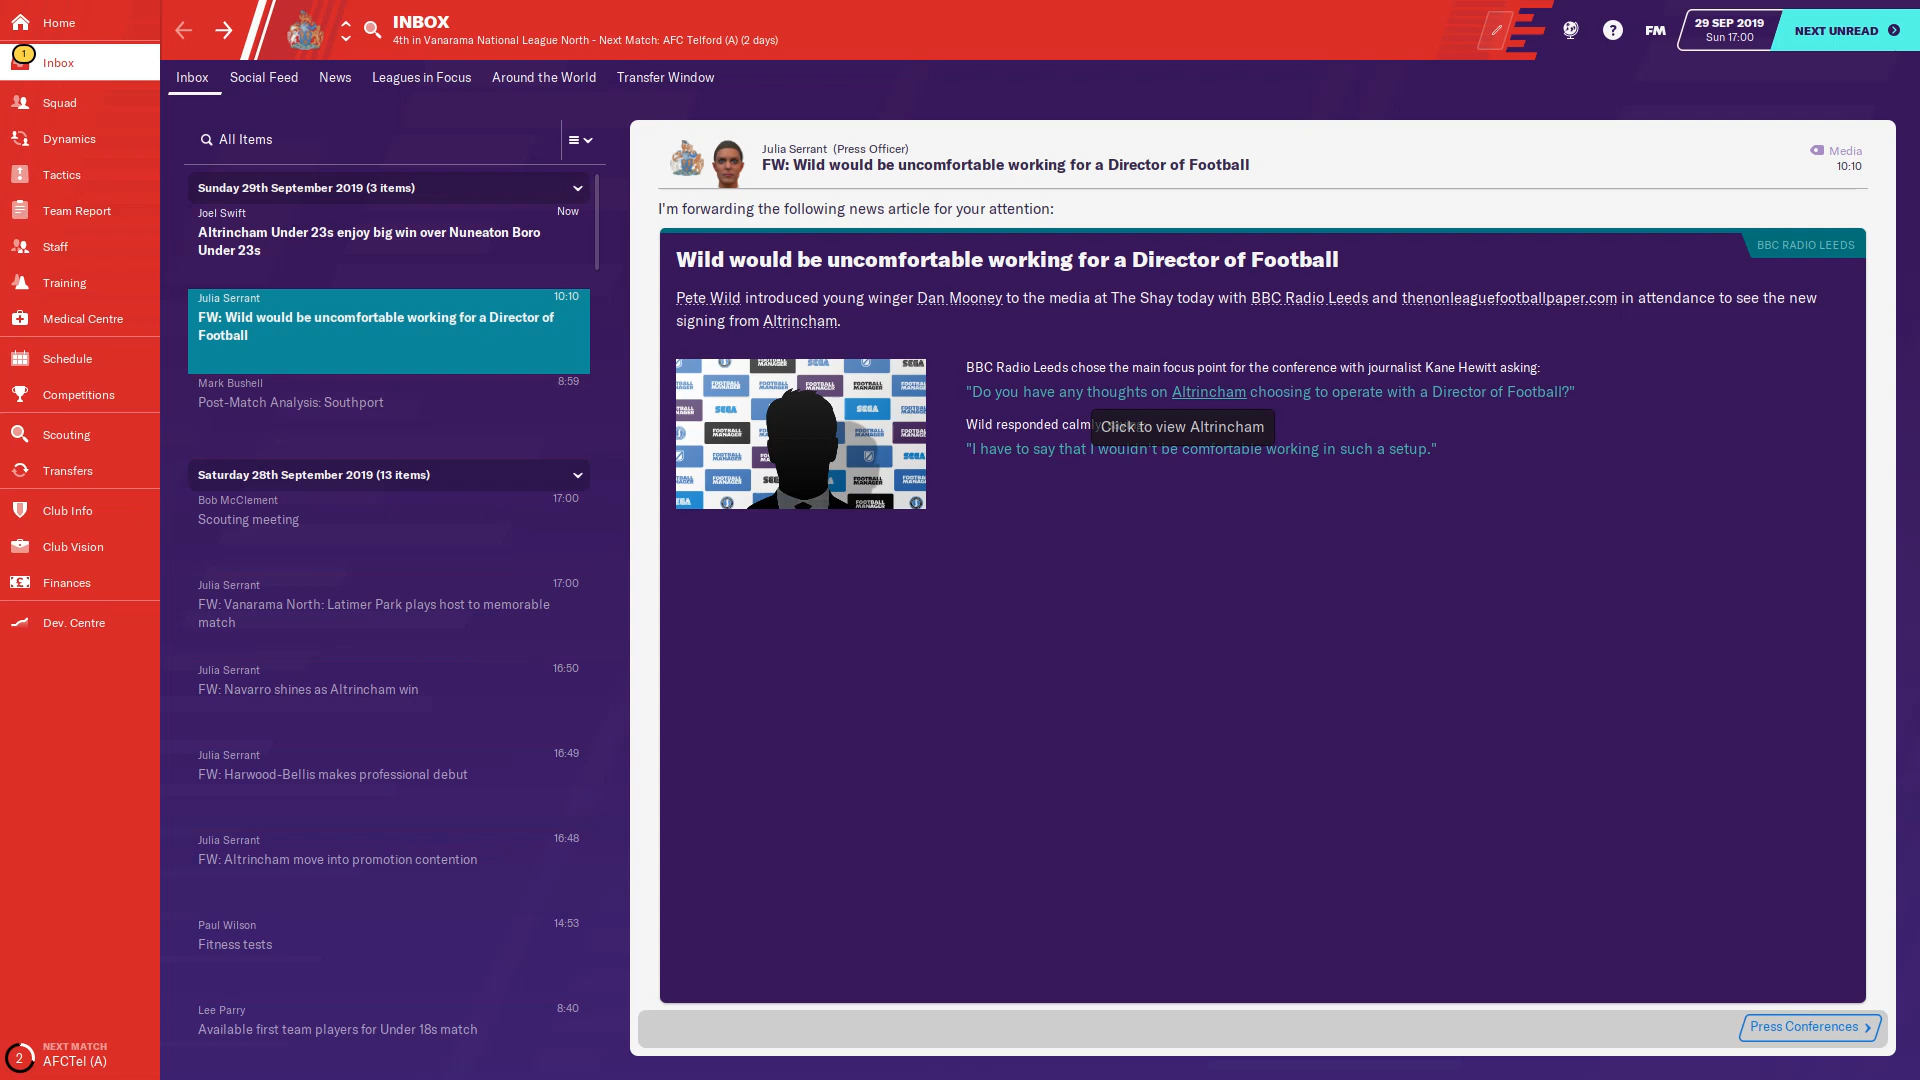 Home
1
Inbox
Squad
Dynamics
Tactics
Team Report
Staff
Training
Medical Centre
Schedule
Competitions
Scouting
Transfers
Club Info
Club Vision
Finances
Dev. Centre
2
NEXT MATCH
AFCTel (A)
INBOX
4th in Vanarama National League North - Next Match: AFC Telford (A) (2 days)
?
FM
29 SEP 2019
Sun 17:00
NEXT UNREAD
Inbox Social Feed News Leagues in Focus Around the World Transfer Window
All Items
Sunday 29th September 2019 (3 items)
Joel Swift Now
Altrincham Under 23s enjoy big win over Nuneaton Boro
Under 23s
Julia Serrant 10:10
FW: Wild would be uncomfortable working for a Director of
Football
Mark Bushell 8:59
Post-Match Analysis: Southport
Saturday 28th September 2019 (13 items)
Bob McClement 17:00
Scouting meeting
Julia Serrant 17:00
FW: Vanarama North: Latimer Park plays host to memorable
match
Julia Serrant 16:50
FW: Navarro shines as Altrincham win
Julia Serrant 16:49
FW: Harwood-Bellis makes professional debut
Julia Serrant 16:48
FW: Altrincham move into promotion contention
Paul Wilson 14:53
Fitness tests
Lee Parry 8:40
Available first team players for Under 18s match
Julia Serrant (Press Officer)
FW: Wild would be uncomfortable working for a Director of Football
Media
10:10
I'm forwarding the following news article for your attention:
BBC RADIO LEEDS
Wild would be uncomfortable working for a Director of Football
Pete Wild introduced young winger Dan Mooney to the media at The Shay today with BBC Radio Leeds and thenonleaguefootballpaper.com in attendance to see the new
signing from Altrincham.
SEGA
FOOTBALL MANAGER
BBC Radio Leeds chose the main focus point for the conference with journalist Kane Hewitt asking:
"Do you have any thoughts on Altrincham choosing to operate with a Director of Football?"
Wild responded calm
Click to view Altrincham
"I have to say that I wouldn't be comfortable working in such a setup."
Press Conferences